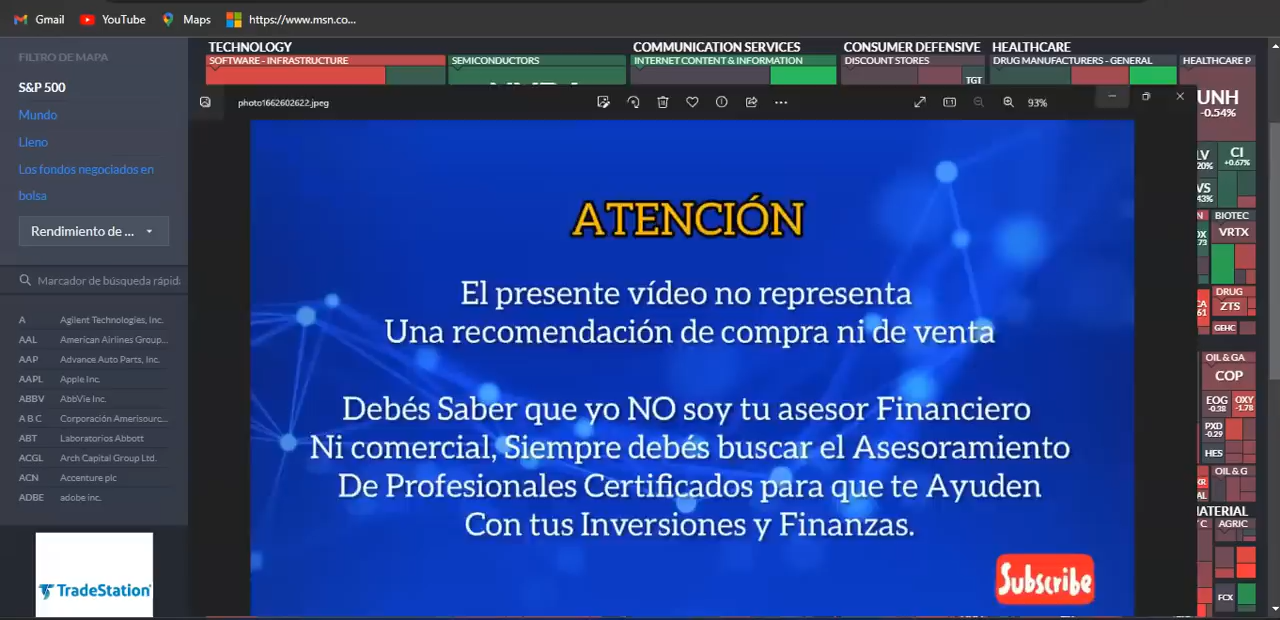 Gmail
YouTube
Maps
https://www.msn.co...
FILTRO DE MAPA
S&P 500
Mundo
Lleno
Los fondos negociados en
bolsa
Rendimiento de ...
Marcador de búsqueda rápida
A Agilent Technologies, Inc.
AAL American Airlines Group...
AAP Advance Auto Parts, Inc.
AAPL Apple Inc.
ABBV AbbVie Inc.
A B C Corporación Amerisourc...
ABT Laboratorios Abbott
ACGL Arch Capital Group Ltd.
ACN Accenture plc
ADBE adobe inc.
TradeStation
TECHNOLOGY
SOFTWARE - INFRASTRUCTURE
SEMICONDUCTORS
COMMUNICATION SERVICES
INTERNET CONTENT & INFORMATION
CONSUMER DEFENSIVE
DISCOUNT STORES
TGT
HEALTHCARE
DRUG MANUFACTURERS - GENERAL
HEALTHCARE P
photo1662602622.jpeg
93%
ATENCIÓN
El presente vídeo no representa
Una recomendación de compra ni de venta
Debés Saber que yo NO soy tu asesor Financiero
Ni comercial, Siempre debés buscar el Asesoramiento
De Profesionales Certificados para que te Ayuden
Con tus Inversiones y Finanzas.
Subscribe
UNH
-0.54%
LV
20%
CI
+0.67%
VS
43%
BIOTEC
VRTX
DRUG
ZTS
GEHC
OIL & GA
COP
EOG
-0.38
OXY
-1.78
PXD
-0.29
HES
OIL & G
MATERIAL
AGRIC
FCX